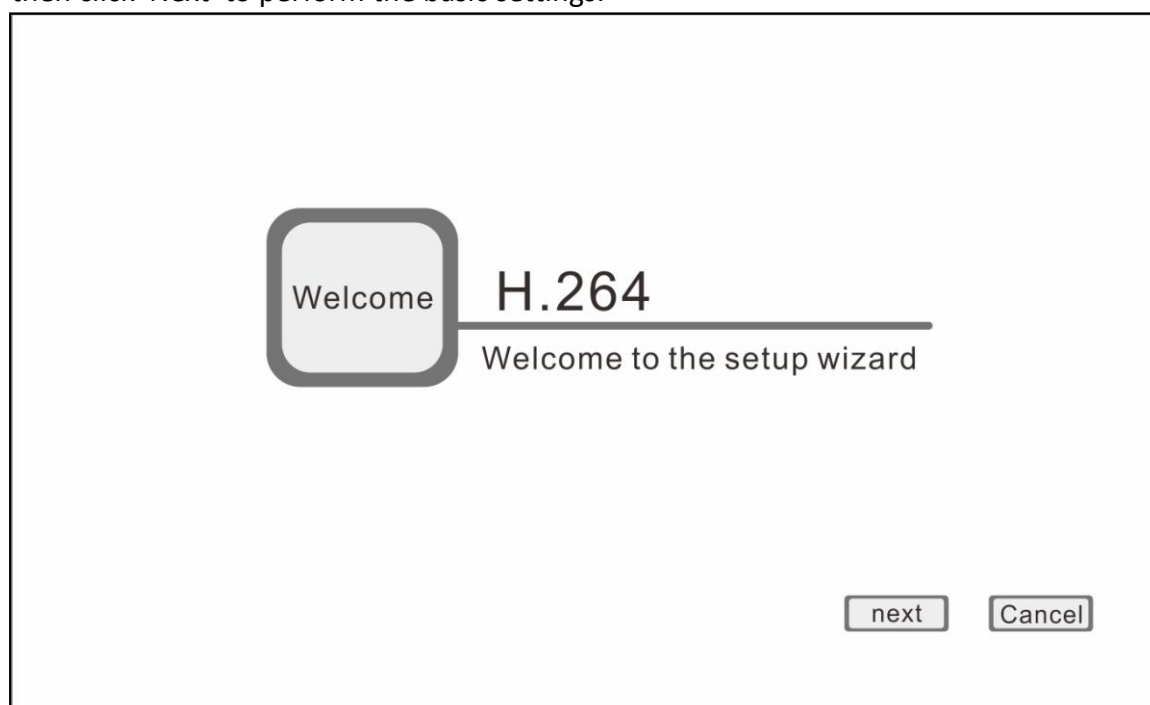 then click 'Next' to perform the basic settings.
Welcome
H.264
Welcome to the setup wizard
next
Cancel